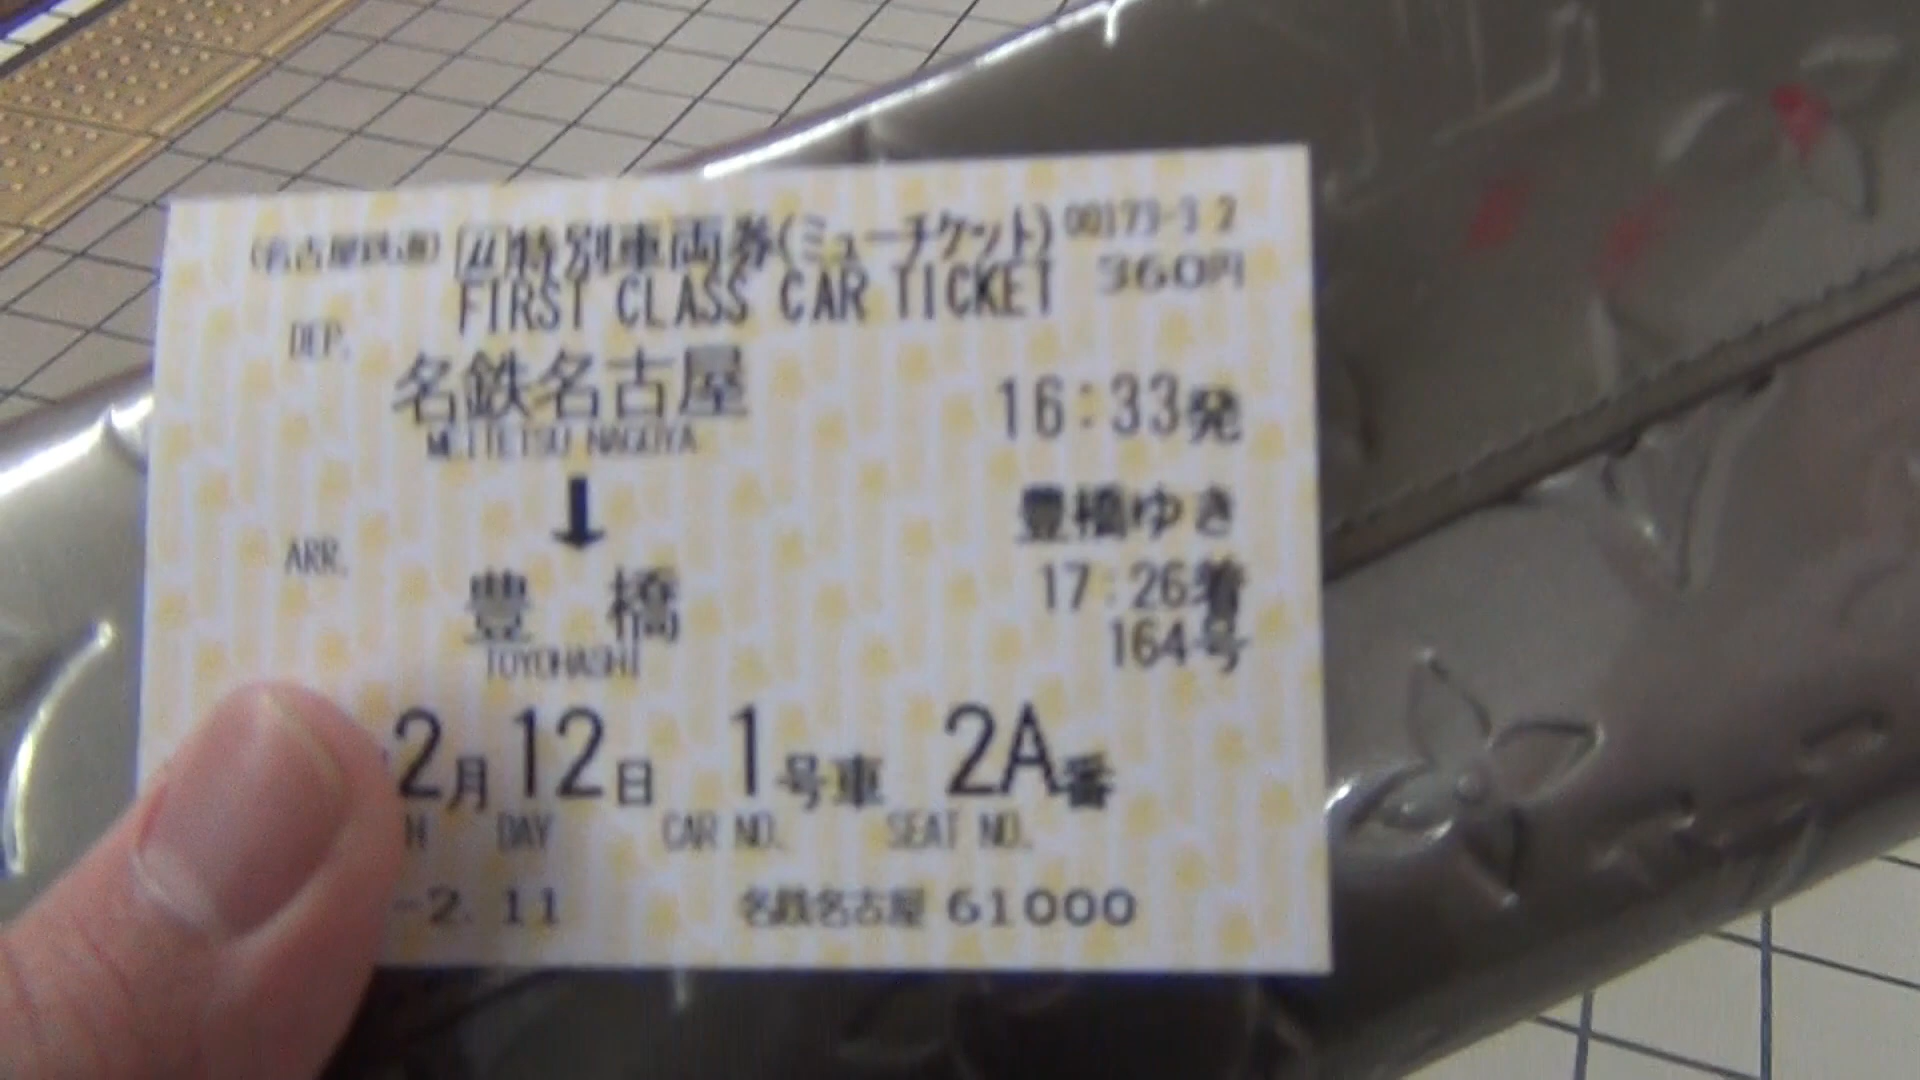 (名古屋鉄道) μ特別車両券(ミューチケット) 00173-3 2
FIRST CLASS CAR TICKET 360円
DEP.
名鉄名古屋 16:33発
MEITETSU NAGOYA
↓ 豊橋ゆき
ARR. 17:26着
豊橋 164号
TOYOHASHI
2月12日 1号車 2A番
H DAY CAR NO. SEAT NO.
-2.11 名鉄名古屋 61000